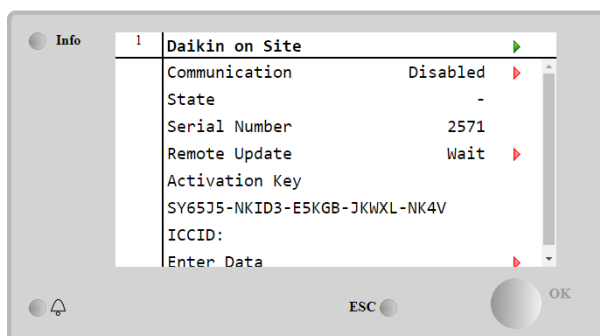 Info
1 Daikin on Site
Communication Disabled
State -
Serial Number 2571
Remote Update Wait
Activation Key
SY65J5-NKID3-E5KGB-JKWXL-NK4V
ICCID:
Enter Data
ESC
OK